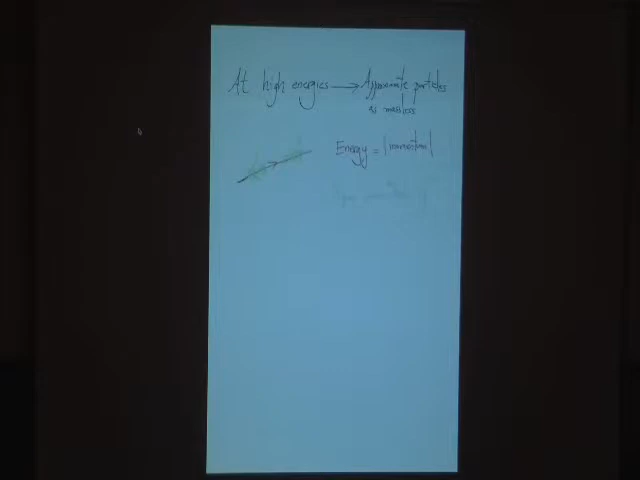 At high energies ⟶ Approximate particles
as massless
Energy = |momentum|